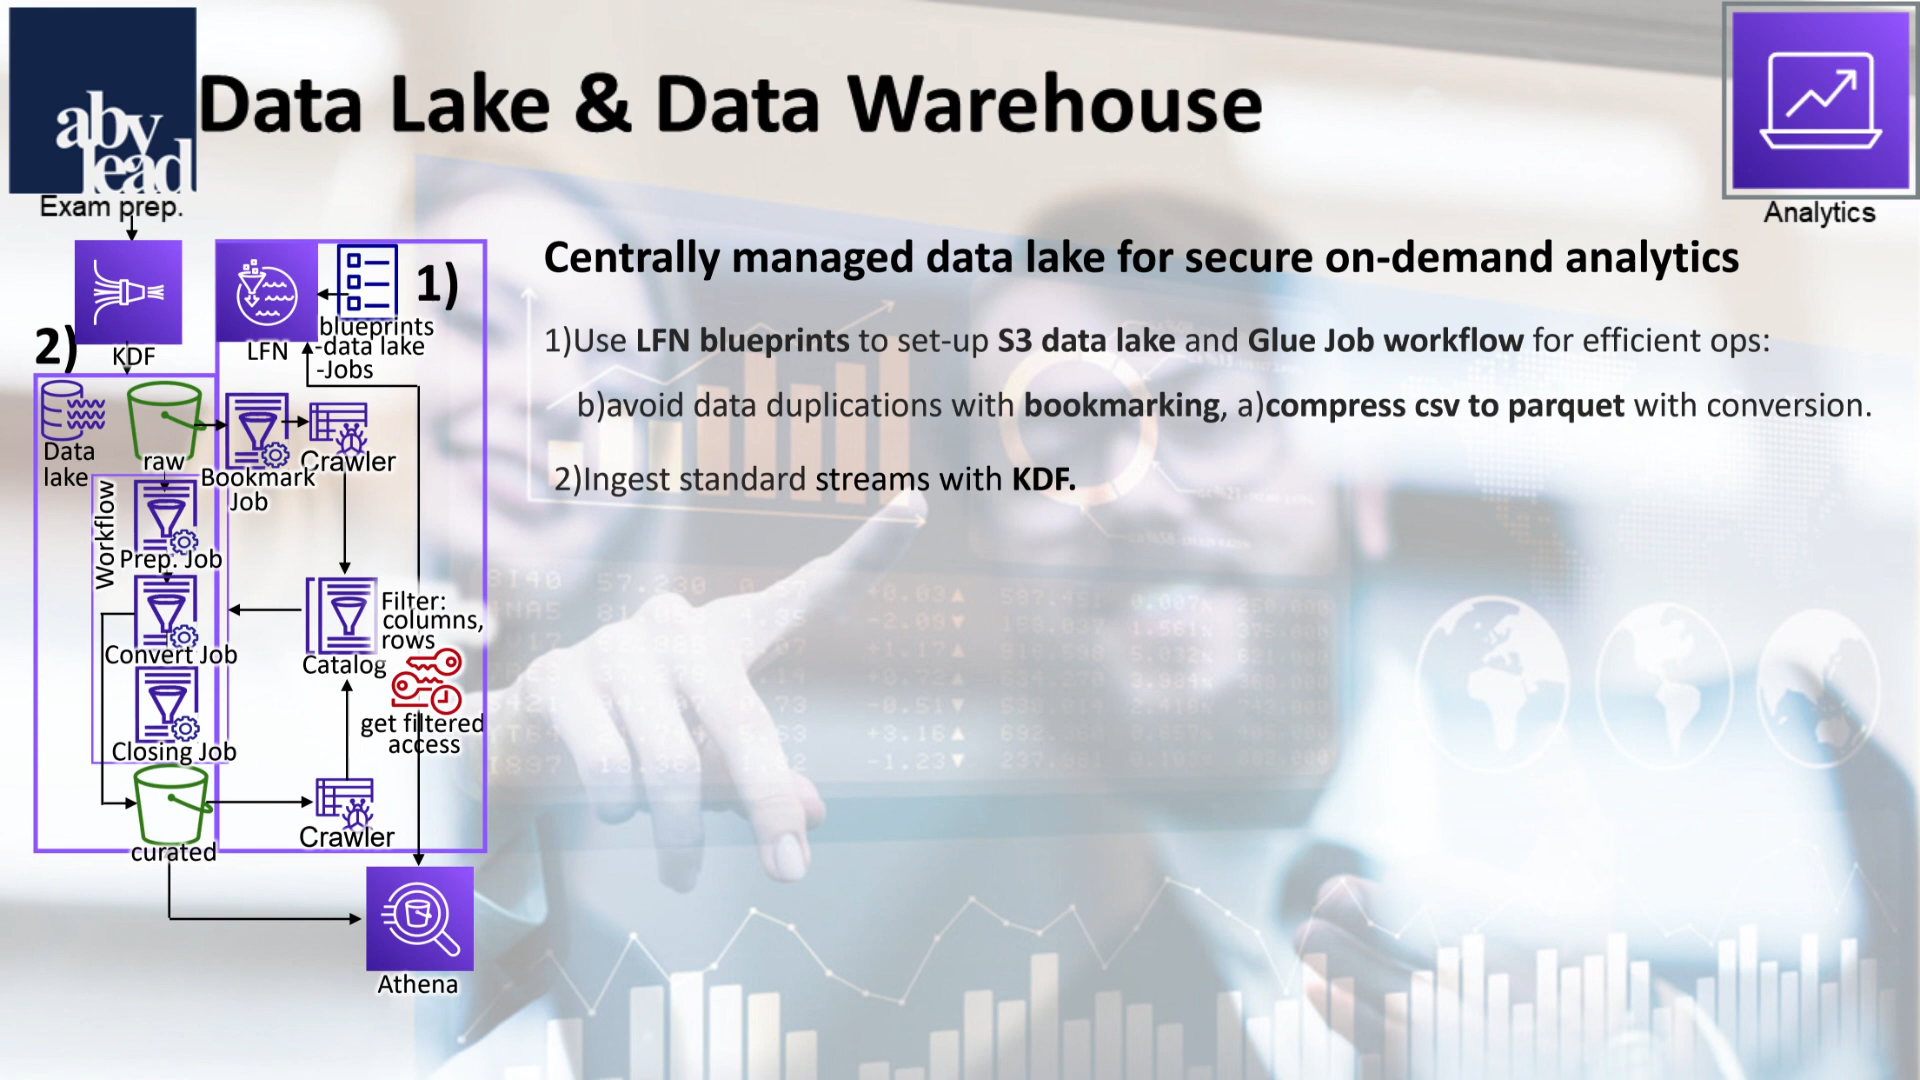 aby
lead
Exam prep.
Data Lake & Data Warehouse
Analytics
Centrally managed data lake for secure on-demand analytics
1)Use LFN blueprints to set-up S3 data lake and Glue Job workflow for efficient ops:
b)avoid data duplications with bookmarking, a)compress csv to parquet with conversion.
2)Ingest standard streams with KDF.
1)
2)
KDF
LFN
blueprints
-data lake
-Jobs
Data
lake
raw
Bookmark
Job
Crawler
Workflow
Prep. Job
Convert Job
Closing Job
Catalog
Filter:
columns,
rows
get filtered
access
curated
Crawler
Athena